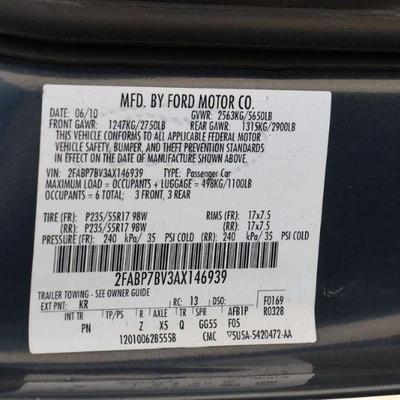 MFD. BY FORD MOTOR CO.
DATE: 06/10 GVWR: 2563KG/5650LB
FRONT GAWR: 1247KG/2750LB REAR GAWR: 1315KG/2900LB
THIS VEHICLE CONFORMS TO ALL APPLICABLE FEDERAL MOTOR
VEHICLE SAFETY, BUMPER, AND THEFT PREVENTION STANDARDS
IN EFFECT ON THE DATE OF MANUFACTURE SHOWN ABOVE.
VIN: 2FABP7BV3AX146939 TYPE: Passenger Car
MAXIMUM LOAD = OCCUPANTS + LUGGAGE = 498KG/1100LB
OCCUPANTS = 6 TOTAL: 3 FRONT, 3 REAR
TIRE (FR): P235/55R17 98W RIMS (FR): 17x7.5
(RR): P235/55R17 98W (RR): 17x7.5
PRESSURE (FR): 240 kPA/ 35 PSI COLD (RR): 240 kPA/ 35 PSI COLD
2FABP7BV3AX146939
TRAILER TOWING - SEE OWNER GUIDE
EXT PNT: KR RC: 13 F0169
INT TR TP/PS R AXLE TR SPR AFB1P R0328
PN Z X5 Q GG55 F05
1201006285558 CMC 5U5A-5420472-AA